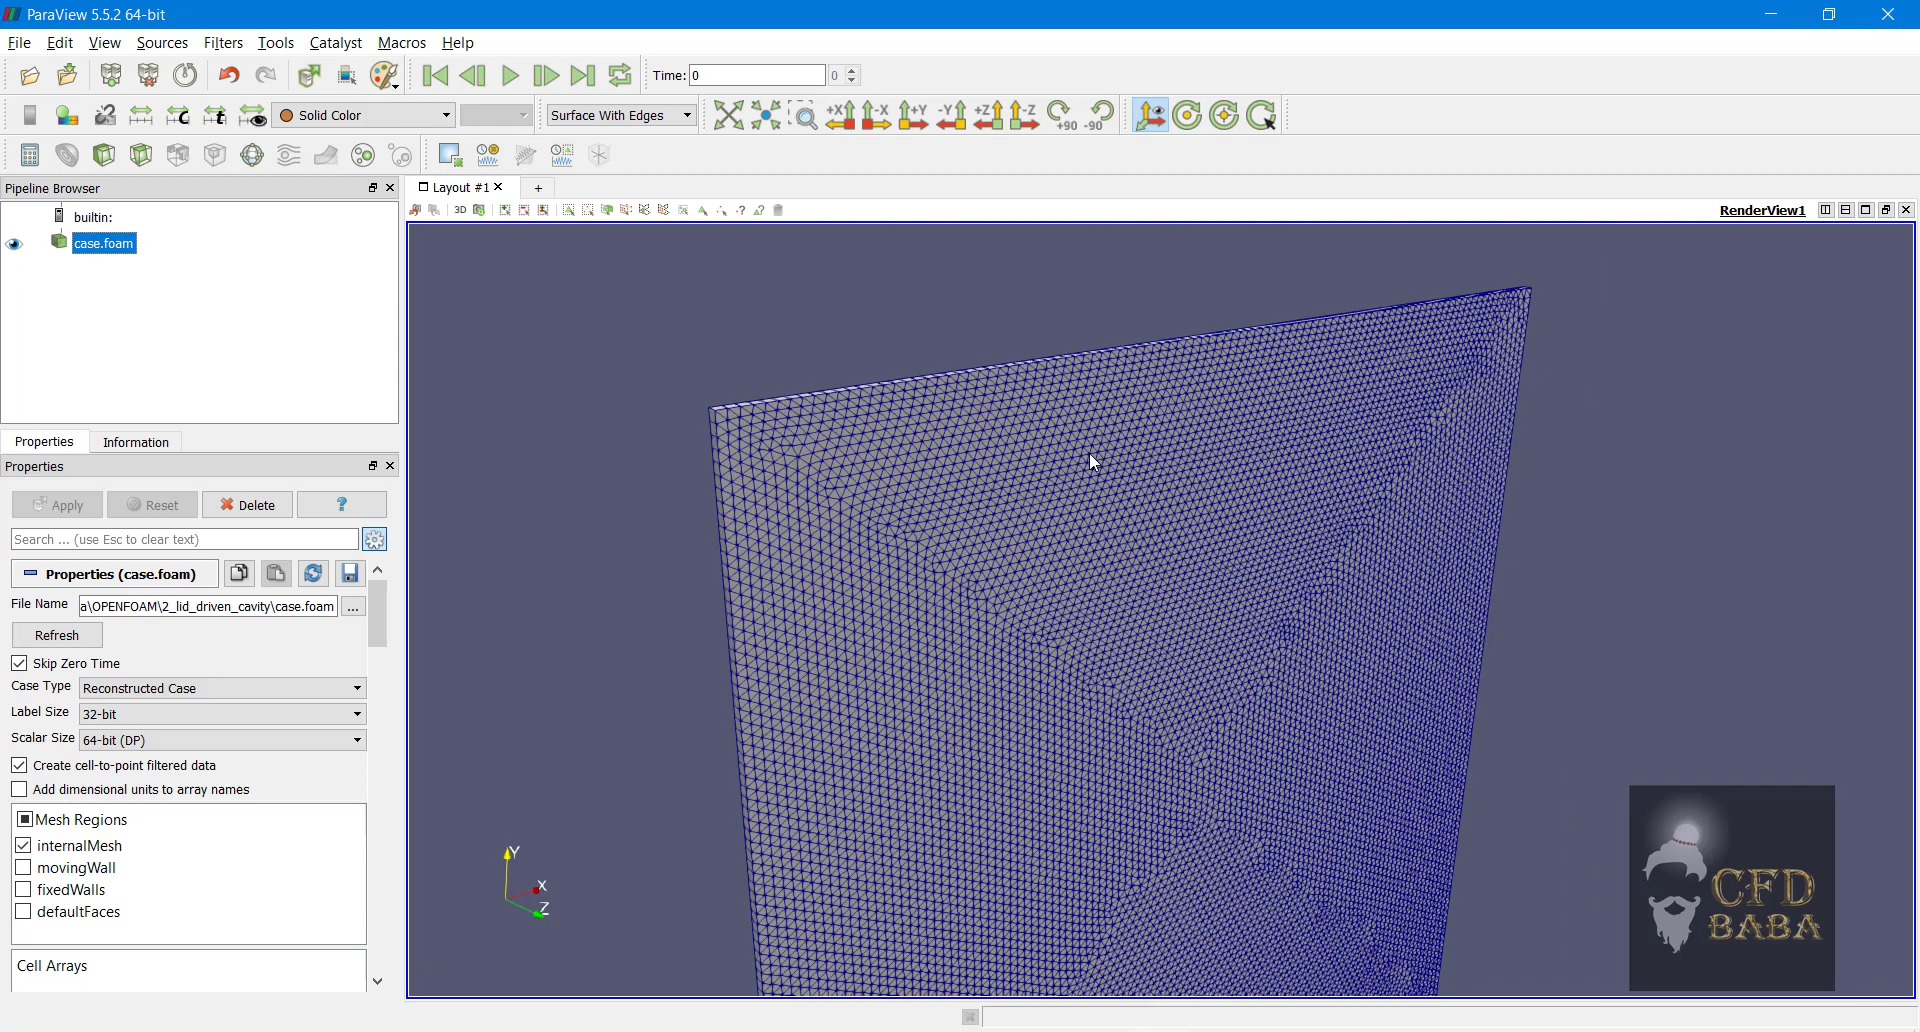 ParaView 5.5.2 64-bit
File Edit View Sources Filters Tools Catalyst Macros Help
Time: 0 0
Solid Color Surface With Edges +X -X +Y -Y +Z -Z +90 -90
Pipeline Browser
Layout #1
builtin:
3D
RenderView1
case.foam
Properties Information
Properties
Apply Reset Delete ?
Search ... (use Esc to clear text)
Properties (case.foam)
File Name a\OPENFOAM\2_lid_driven_cavity\case.foam ...
Refresh
Skip Zero Time
Case Type Reconstructed Case
Label Size 32-bit
Scalar Size 64-bit (DP)
Create cell-to-point filtered data
Add dimensional units to array names
Mesh Regions
internalMesh
movingWall
fixedWalls
defaultFaces
Cell Arrays
Y
X
Z
CFD
BABA